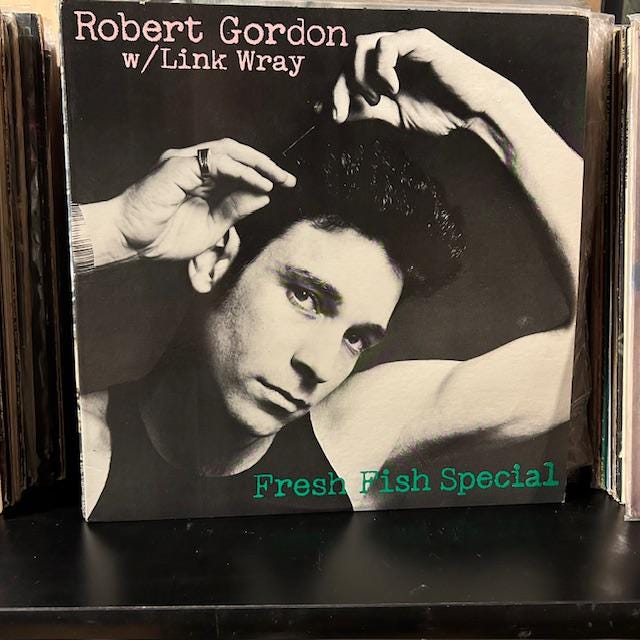 Robert Gordon
w/Link Wray
Fresh Fish Special